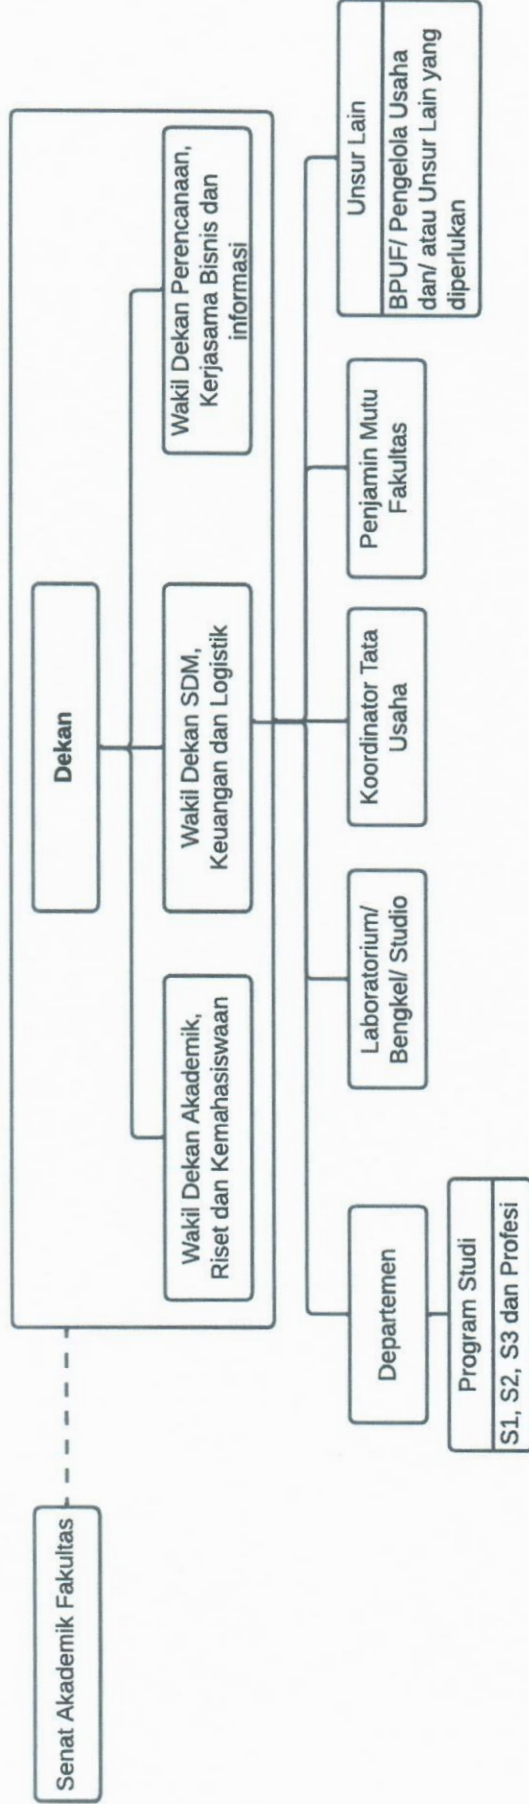 Senat Akademik Fakultas
Dekan
Wakil Dekan Akademik,
Riset dan Kemahasiswaan
Wakil Dekan SDM,
Keuangan dan Logistik
Wakil Dekan Perencanaan,
Kerjasama Bisnis dan
informasi
Departemen
Program Studi
S1, S2, S3 dan Profesi
Laboratorium/
Bengkel/ Studio
Koordinator Tata
Usaha
Penjamin Mutu
Fakultas
Unsur Lain
BPUF/ Pengelola Usaha
dan/ atau Unsur Lain yang
diperlukan